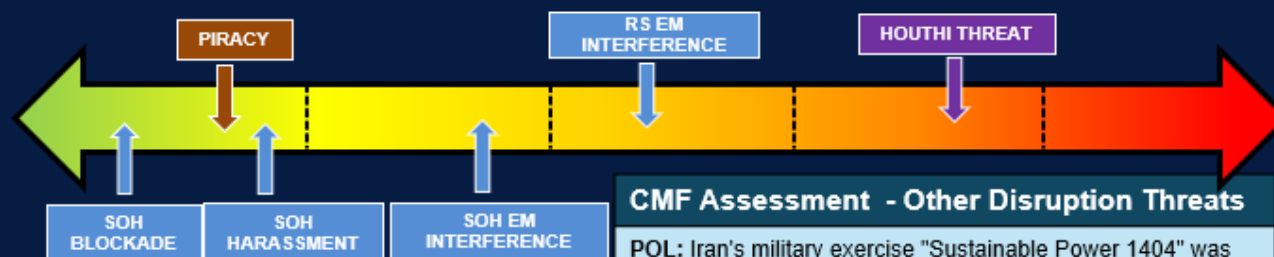 PIRACY
RS EM
INTERFERENCE
HOUTHI THREAT
SOH
BLOCKADE
SOH
HARASSMENT
SOH EM
INTERFERENCE
CMF Assessment - Other Disruption Threats
POL: Iran's military exercise "Sustainable Power 1404" was